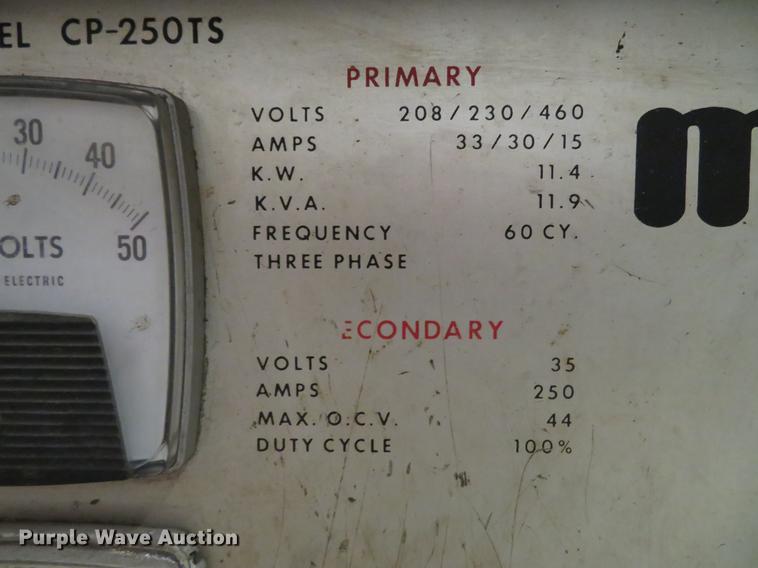 EL CP-250TS
PRIMARY
VOLTS 208/230/460
AMPS 33/30/15
K.W. 11.4
K.V.A. 11.9
FREQUENCY 60 CY.
THREE PHASE
ECONDARY
VOLTS 35
AMPS 250
MAX. O.C.V. 44
DUTY CYCLE 100%
30
40
50
OLTS
ELECTRIC
m
Purple Wave Auction